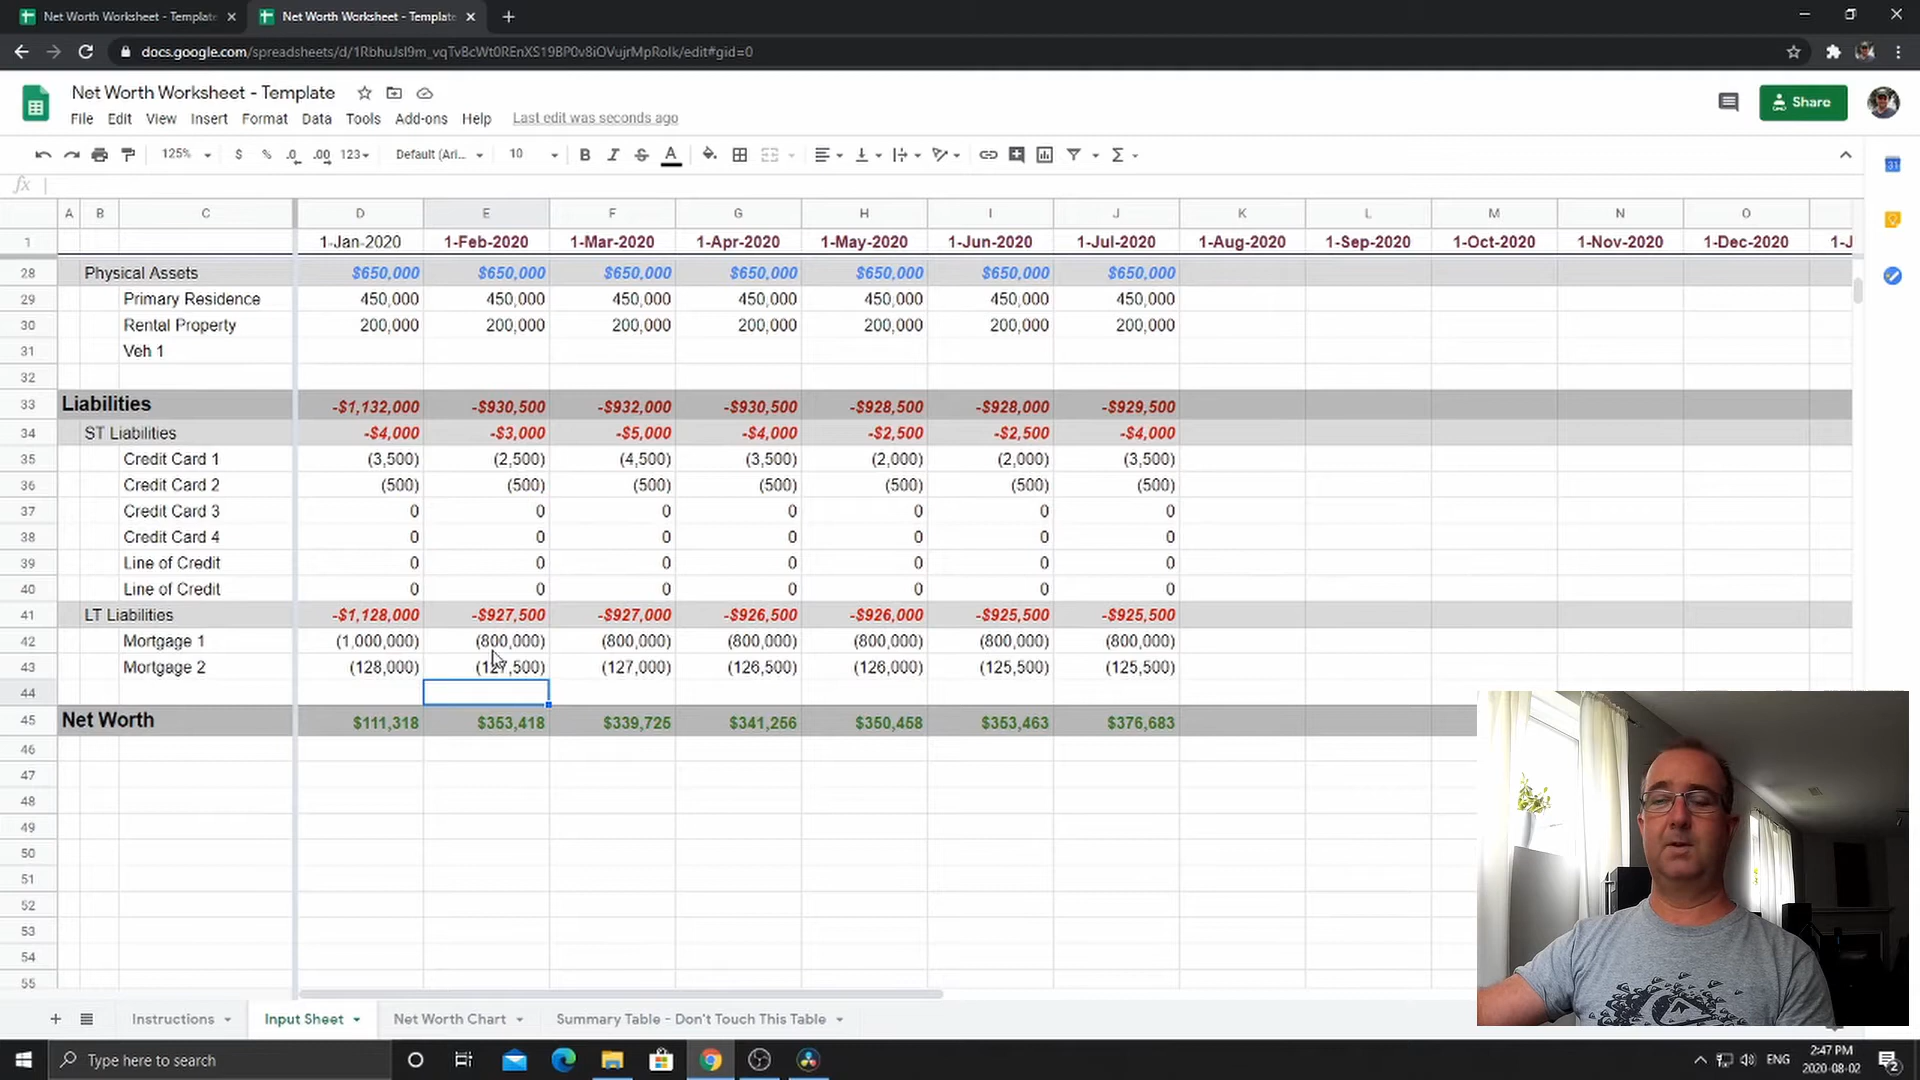 Net Worth Worksheet - Template
Net Worth Worksheet - Template
docs.google.com/spreadsheets/d/1RbhuJsl9m_vqTvBcWt0REnXS19BP0v8iOVujrMpRolk/edit#gid=0
Net Worth Worksheet - Template
Share
File Edit View Insert Format Data Tools Add-ons Help Last edit was seconds ago
125% $ % .0 .00 123 Default (Ari... 10 B I S A
fx
A B C D E F G H I J K L M N O
1 1-Jan-2020 1-Feb-2020 1-Mar-2020 1-Apr-2020 1-May-2020 1-Jun-2020 1-Jul-2020 1-Aug-2020 1-Sep-2020 1-Oct-2020 1-Nov-2020 1-Dec-2020 1-J
28 Physical Assets $650,000 $650,000 $650,000 $650,000 $650,000 $650,000 $650,000
29 Primary Residence 450,000 450,000 450,000 450,000 450,000 450,000 450,000
30 Rental Property 200,000 200,000 200,000 200,000 200,000 200,000 200,000
31 Veh 1
32
33 Liabilities -$1,132,000 -$930,500 -$932,000 -$930,500 -$928,500 -$928,000 -$929,500
34 ST Liabilities -$4,000 -$3,000 -$5,000 -$4,000 -$2,500 -$2,500 -$4,000
35 Credit Card 1 (3,500) (2,500) (4,500) (3,500) (2,000) (2,000) (3,500)
36 Credit Card 2 (500) (500) (500) (500) (500) (500) (500)
37 Credit Card 3 0 0 0 0 0 0 0
38 Credit Card 4 0 0 0 0 0 0 0
39 Line of Credit 0 0 0 0 0 0 0
40 Line of Credit 0 0 0 0 0 0 0
41 LT Liabilities -$1,128,000 -$927,500 -$927,000 -$926,500 -$926,000 -$925,500 -$925,500
42 Mortgage 1 (1,000,000) (800,000) (800,000) (800,000) (800,000) (800,000) (800,000)
43 Mortgage 2 (128,000) (127,500) (127,000) (126,500) (126,000) (125,500) (125,500)
44
45 Net Worth $111,318 $353,418 $339,725 $341,256 $350,458 $353,463 $376,683
46
47
48
49
50
51
52
53
54
55
Instructions Input Sheet Net Worth Chart Summary Table - Don't Touch This Table
Type here to search
ENG
2:47 PM
2020-08-02
2
31